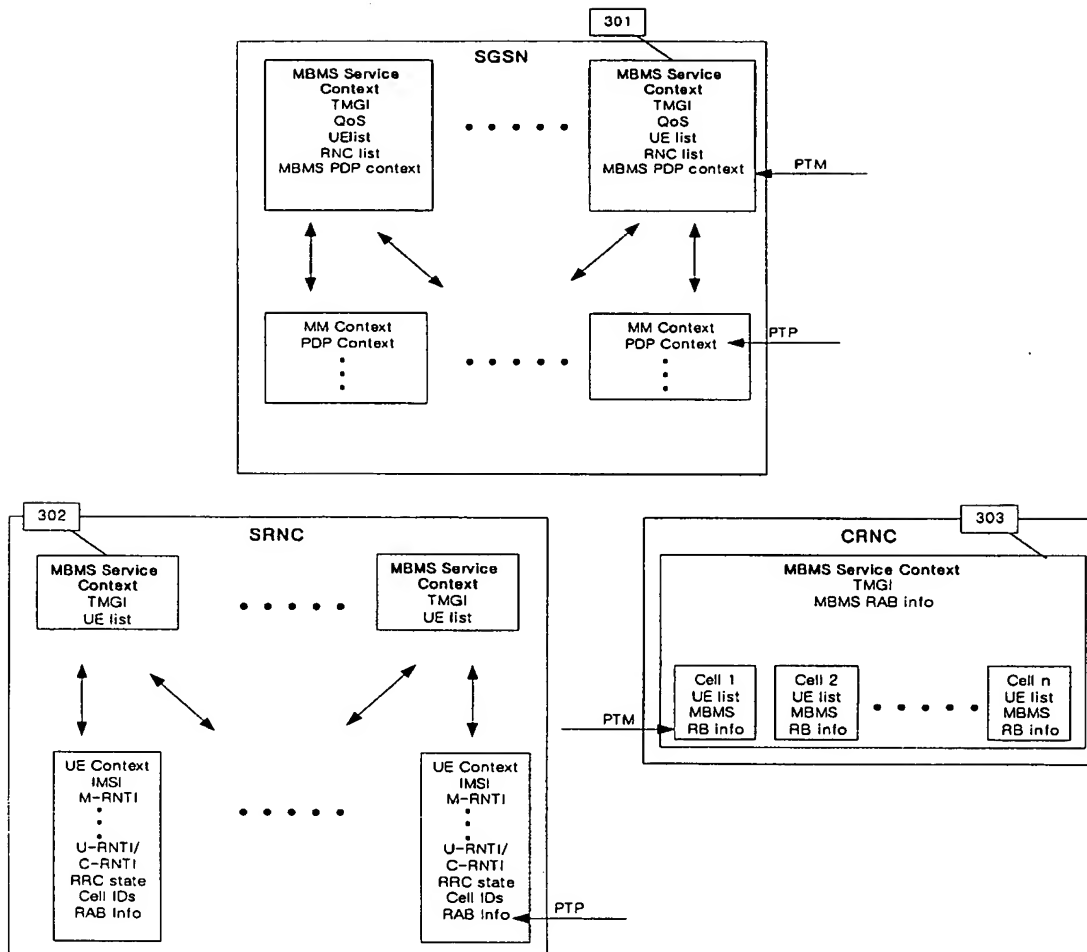 301
SGSN
MBMS Service
Context
TMGI
QoS
UElist
RNC list
MBMS PDP context
MBMS Service
Context
TMGI
QoS
UE list
RNC list
MBMS PDP context
PTM
MM Context
PDP Context
MM Context
PDP Context
PTP
302
SRNC
MBMS Service
Context
TMGI
UE list
MBMS Service
Context
TMGI
UE list
UE Context
IMSI
M-RNTI
U-RNTI/
C-RNTI
RRC state
Cell IDs
RAB Info
UE Context
IMSI
M-RNTI
U-RNTI/
C-RNTI
RRC state
Cell IDs
RAB Info
PTP
303
CRNC
MBMS Service Context
TMGI
MBMS RAB info
PTM
Cell 1
UE list
MBMS
RB info
Cell 2
UE list
MBMS
RB info
Cell n
UE list
MBMS
RB info